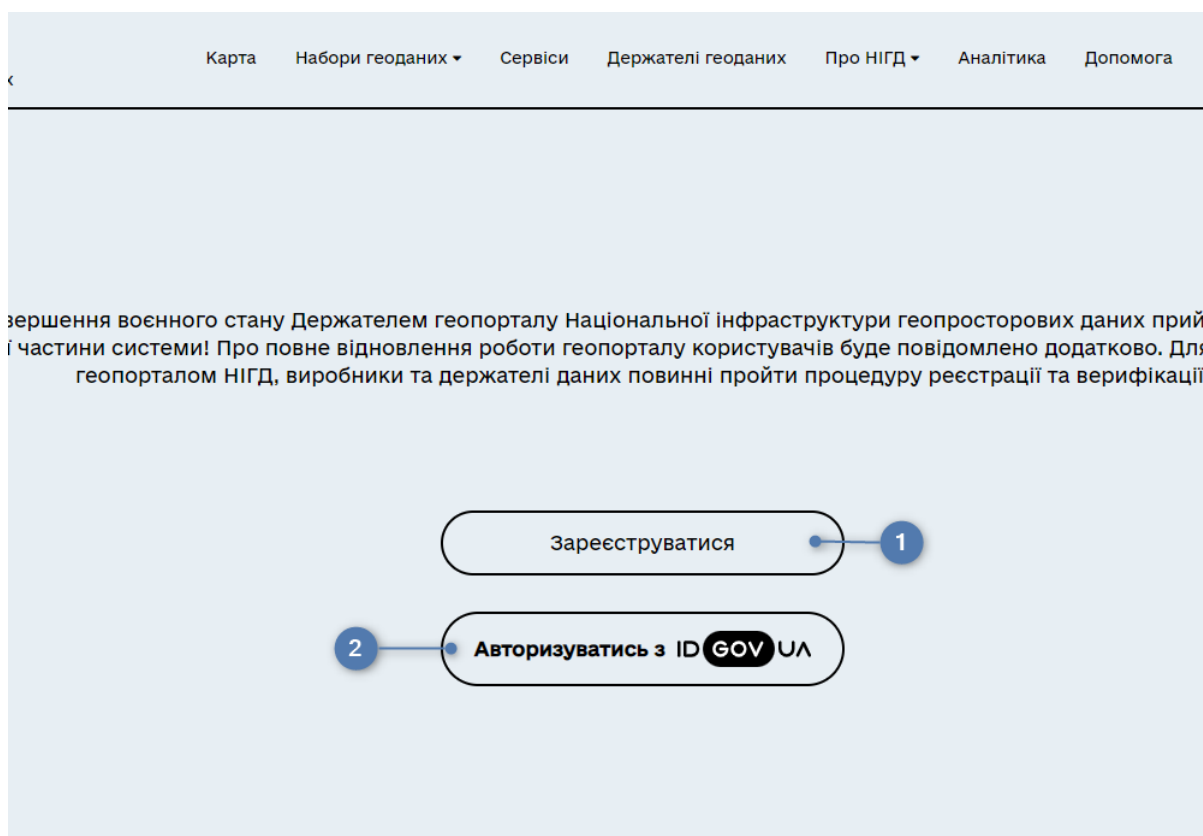 Карта Набори геоданих Сервіси Держателі геоданих Про НІГД Аналітика Допомога
х
вершення воєнного стану Держателем геопорталу Національної інфраструктури геопросторових даних прий
ї частини системи! Про повне відновлення роботи геопорталу користувачів буде повідомлено додатково. Для
геопорталом НІГД, виробники та держателі даних повинні пройти процедуру реєстрації та верифікації
Зареєструватися 1
2 Авторизуватись з ID GOV UA